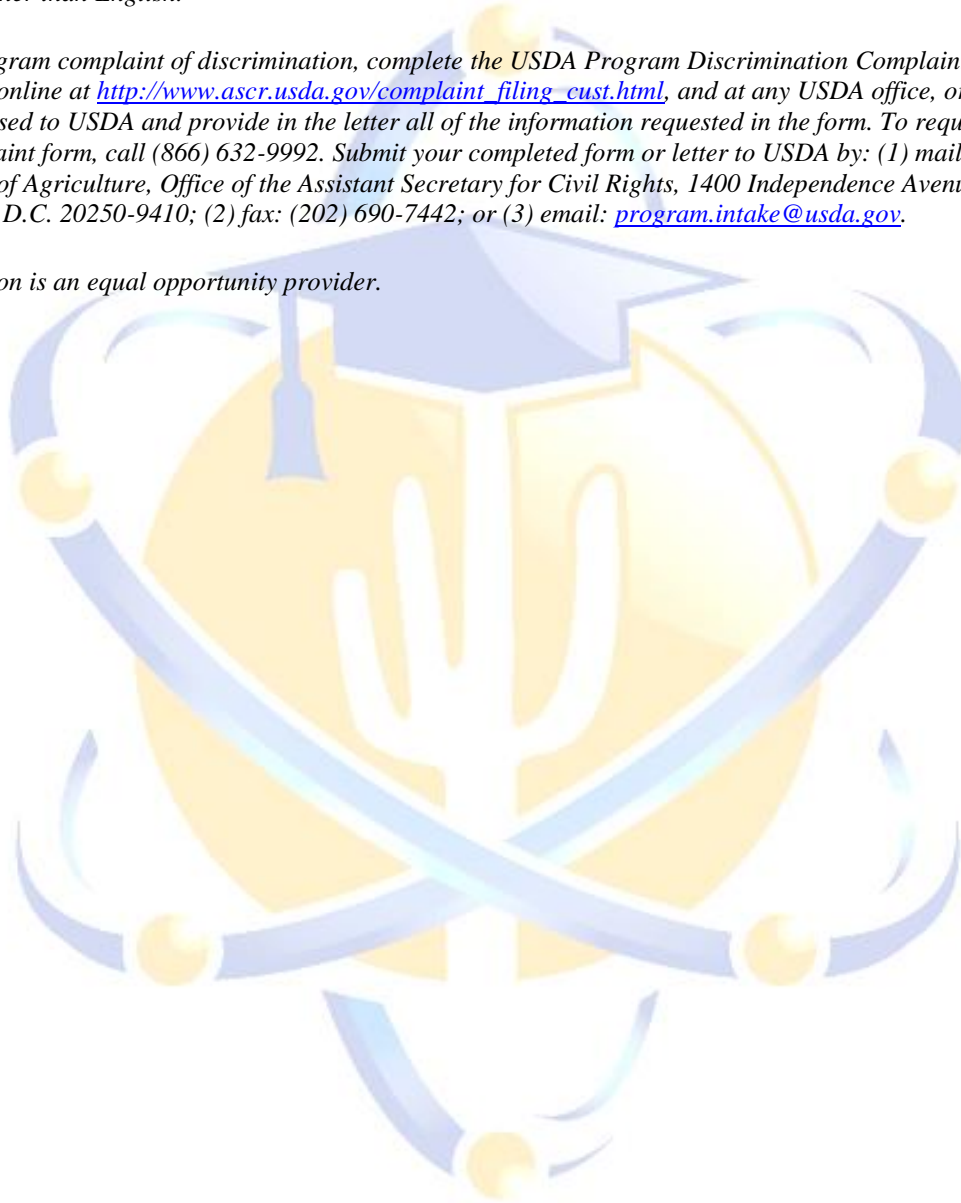 her than English.
gram complaint of discrimination, complete the USDA Program Discrimination Complain
online at http://www.ascr.usda.gov/complaint_filing_cust.html, and at any USDA office, or
sed to USDA and provide in the letter all of the information requested in the form. To requ
aint form, call (866) 632-9992. Submit your completed form or letter to USDA by: (1) mail
of Agriculture, Office of the Assistant Secretary for Civil Rights, 1400 Independence Avenu
D.C. 20250-9410; (2) fax: (202) 690-7442; or (3) email: program.intake@usda.gov.
on is an equal opportunity provider.